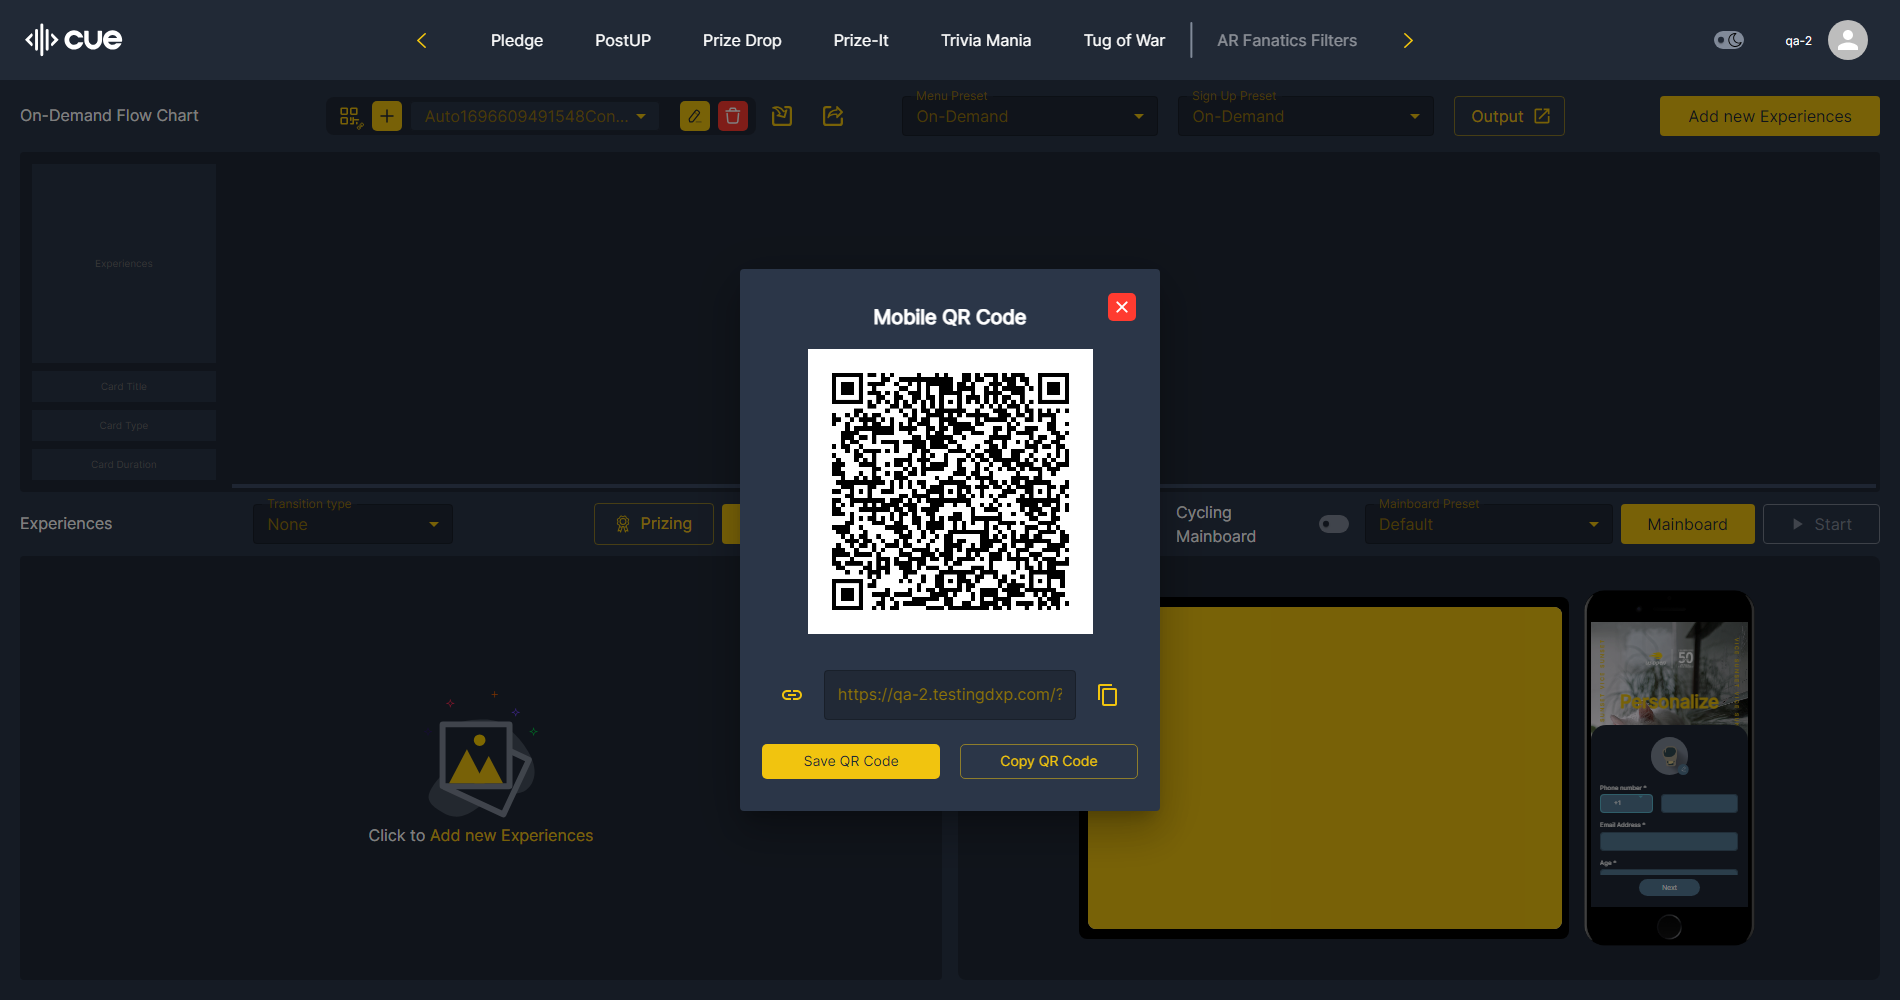 cue
Pledge
PostUP
Prize Drop
Prize-It
Trivia Mania
Tug of War
AR Fanatics Filters
qa-2
On-Demand Flow Chart
Auto1696609491548Con...
Menu Preset
On-Demand
Sign Up Preset
On-Demand
Output
Add new Experiences
Experiences
Card Title
Card Type
Card Duration
Mobile QR Code
https://qa-2.testingdxp.com/?
Save QR Code
Copy QR Code
Experiences
Transition type
None
Prizing
Cycling
Mainboard
Mainboard Preset
Default
Mainboard
Start
Click to Add new Experiences
50
Personalize
Phone number *
+1
Email Address *
Age *
Next